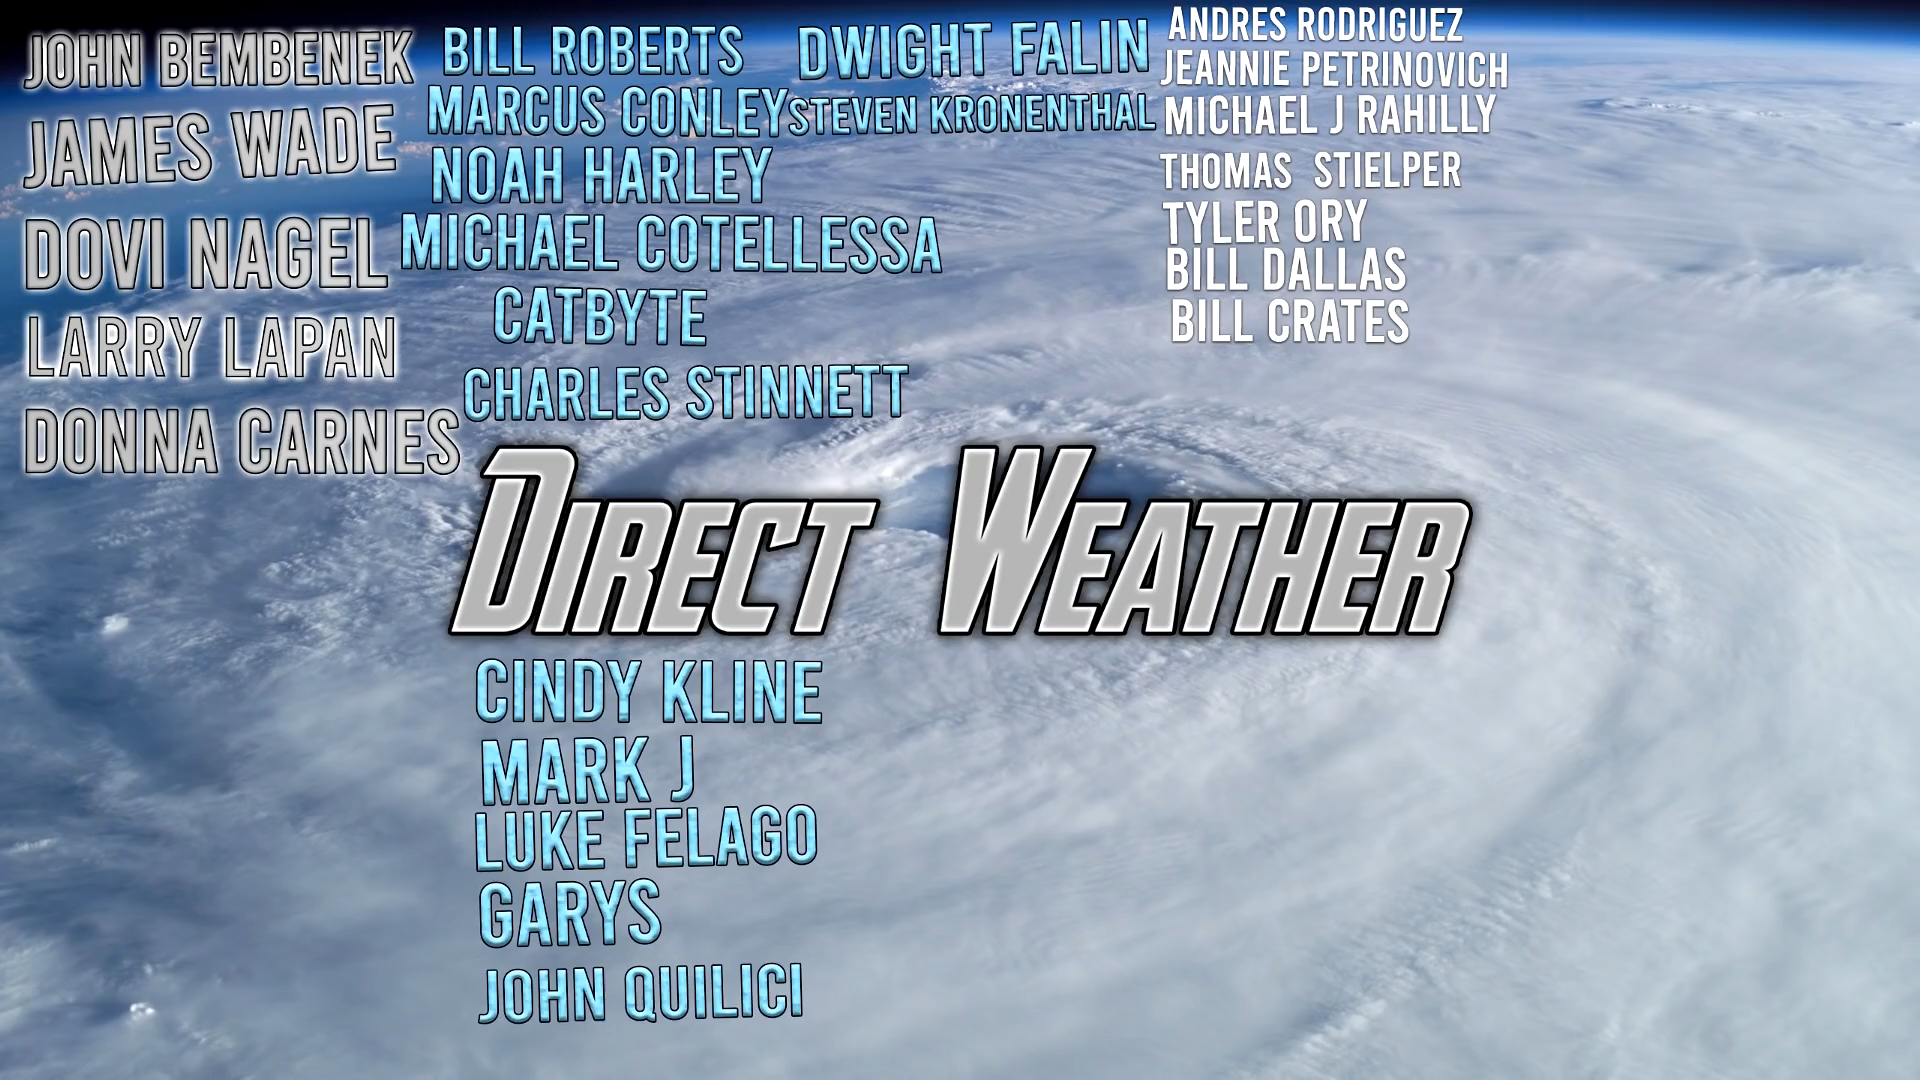 JOHN BEMBENEK
JAMES WADE
DOVI NAGEL
LARRY LAPAN
DONNA CARNES
BILL ROBERTS
MARCUS CONLEY
NOAH HARLEY
MICHAEL COTELLESSA
CATBYTE
CHARLES STINNETT
DWIGHT FALIN
STEVEN KRONENTHAL
ANDRES RODRIGUEZ
JEANNIE PETRINOVICH
MICHAEL J RAHILLY
THOMAS STIELPER
TYLER ORY
BILL DALLAS
BILL CRATES
DIRECT WEATHER
CINDY KLINE
MARK J
LUKE FELAGO
GARYS
JOHN QUILICI